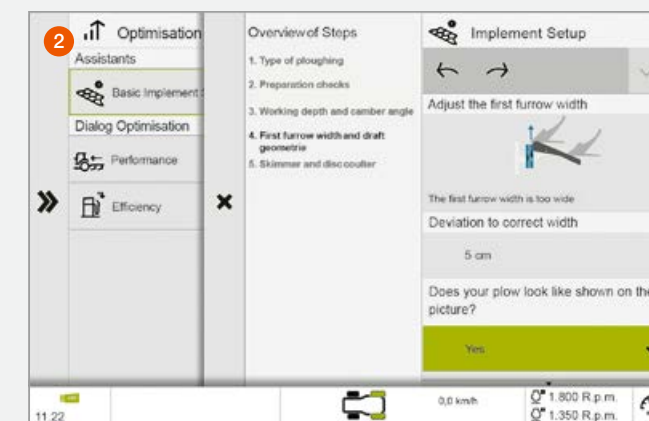 2
Optimisation
Assistants
Basic Implement
Dialog Optimisation
Performance
Efficiency
Overview of Steps
1. Type of ploughing
2. Preparation checks
3. Working depth and camber angle
4. First furrow width and draft
geometrie
5. Skimmer and disc coulter
Implement Setup
Adjust the first furrow width
The first furrow width is too wide
Deviation to correct width
5 cm
Does your plow look like shown on the
picture?
Yes
11.22
0,0 km/h
1.800 R.p.m.
1.350 R.p.m.